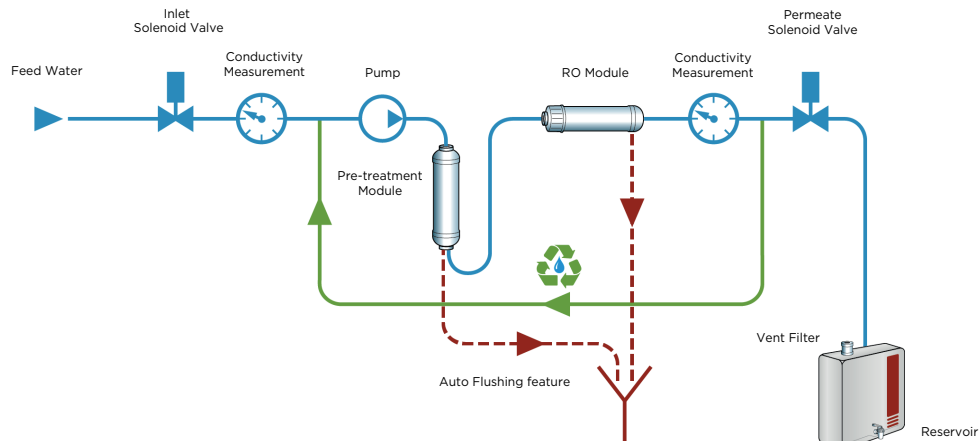 Inlet
Solenoid Valve
Permeate
Solenoid Valve
Feed Water
Conductivity
Measurement
Pump
RO Module
Conductivity
Measurement
Pre-treatment
Module
Vent Filter
Auto Flushing feature
Reservoir